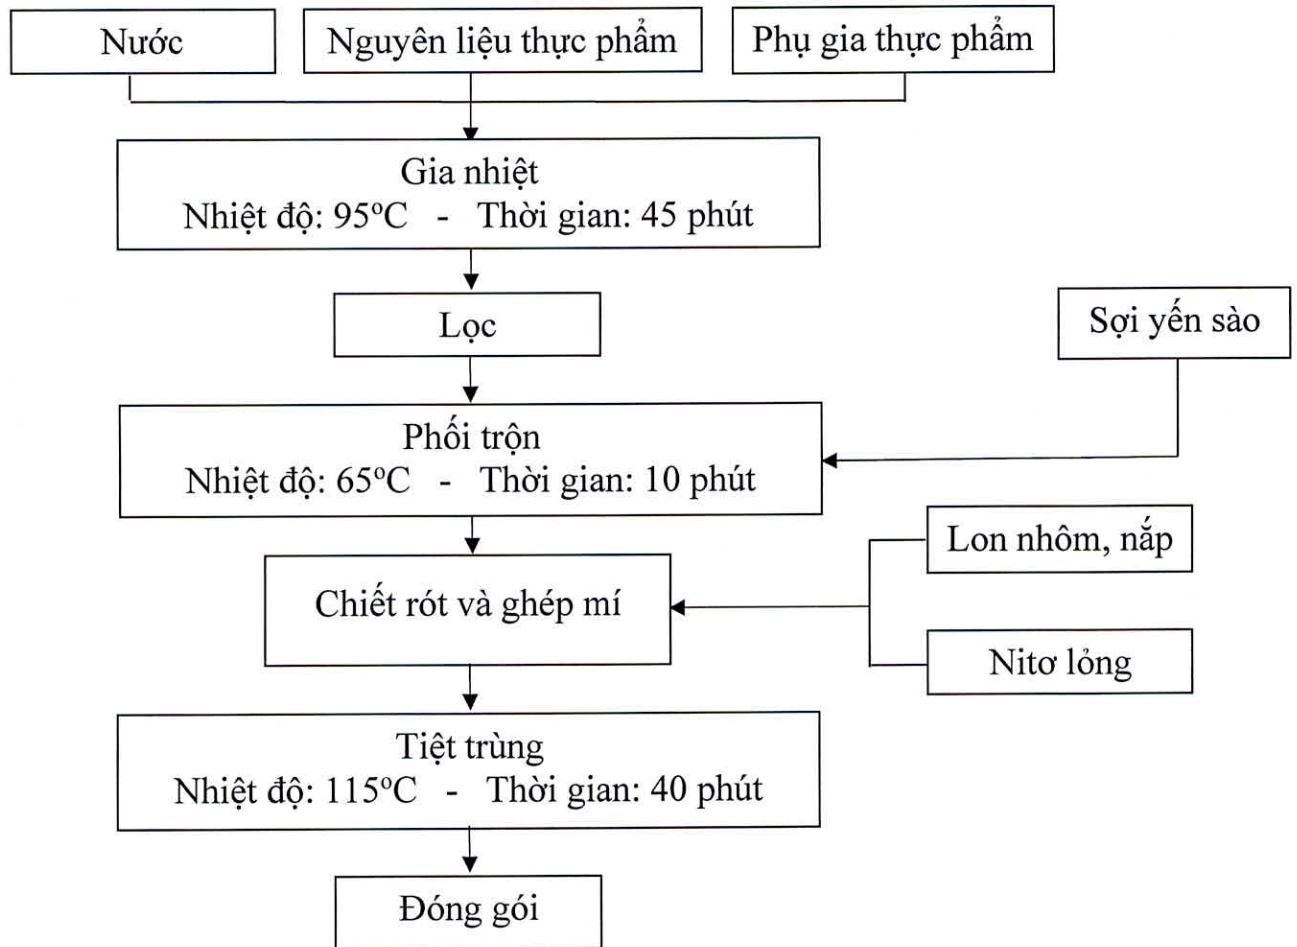 Nước
Nguyên liệu thực phẩm
Phụ gia thực phẩm
Gia nhiệt
Nhiệt độ: 95°C - Thời gian: 45 phút
Lọc
Sợi yến sào
Phối trộn
Nhiệt độ: 65°C - Thời gian: 10 phút
Lon nhôm, nắp
Chiết rót và ghép mí
Nitơ lỏng
Tiệt trùng
Nhiệt độ: 115°C - Thời gian: 40 phút
Đóng gói